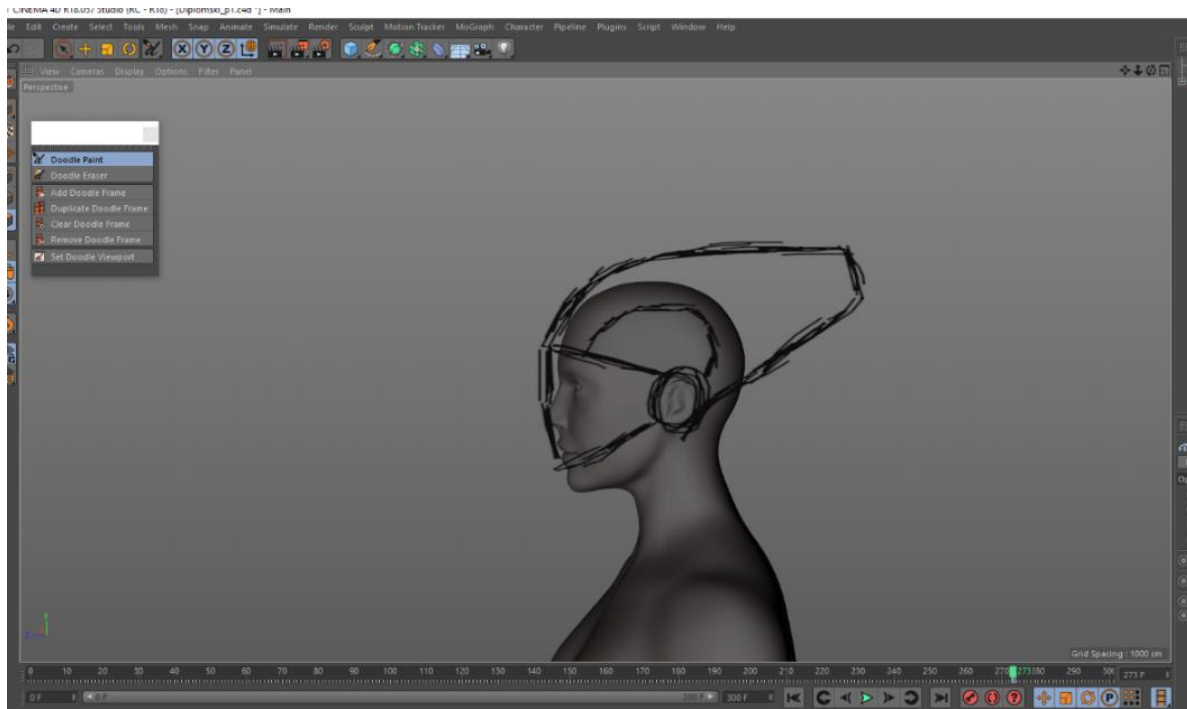 CINEMA 4D R18.057 Studio (RC - R18) - [Diplomski_p1.c4d *] - Main
Edit Create Select Tools Mesh Snap Animate Simulate Render Sculpt Motion Tracker MoGraph Character Pipeline Plugins Script Window Help
X Y Z
View Cameras Display Options Filter Panel
Perspective
Doodle Paint
Doodle Eraser
Add Doodle Frame
Duplicate Doodle Frame
Clear Doodle Frame
Remove Doodle Frame
Set Doodle Viewport
Y
Z
Grid Spacing : 1000 cm
0 10 20 30 40 50 60 70 80 90 100 110 120 130 140 150 160 170 180 190 200 210 220 230 240 250 260 270 273 280 290 273 F
0 F 0 F 300 F 300 F P